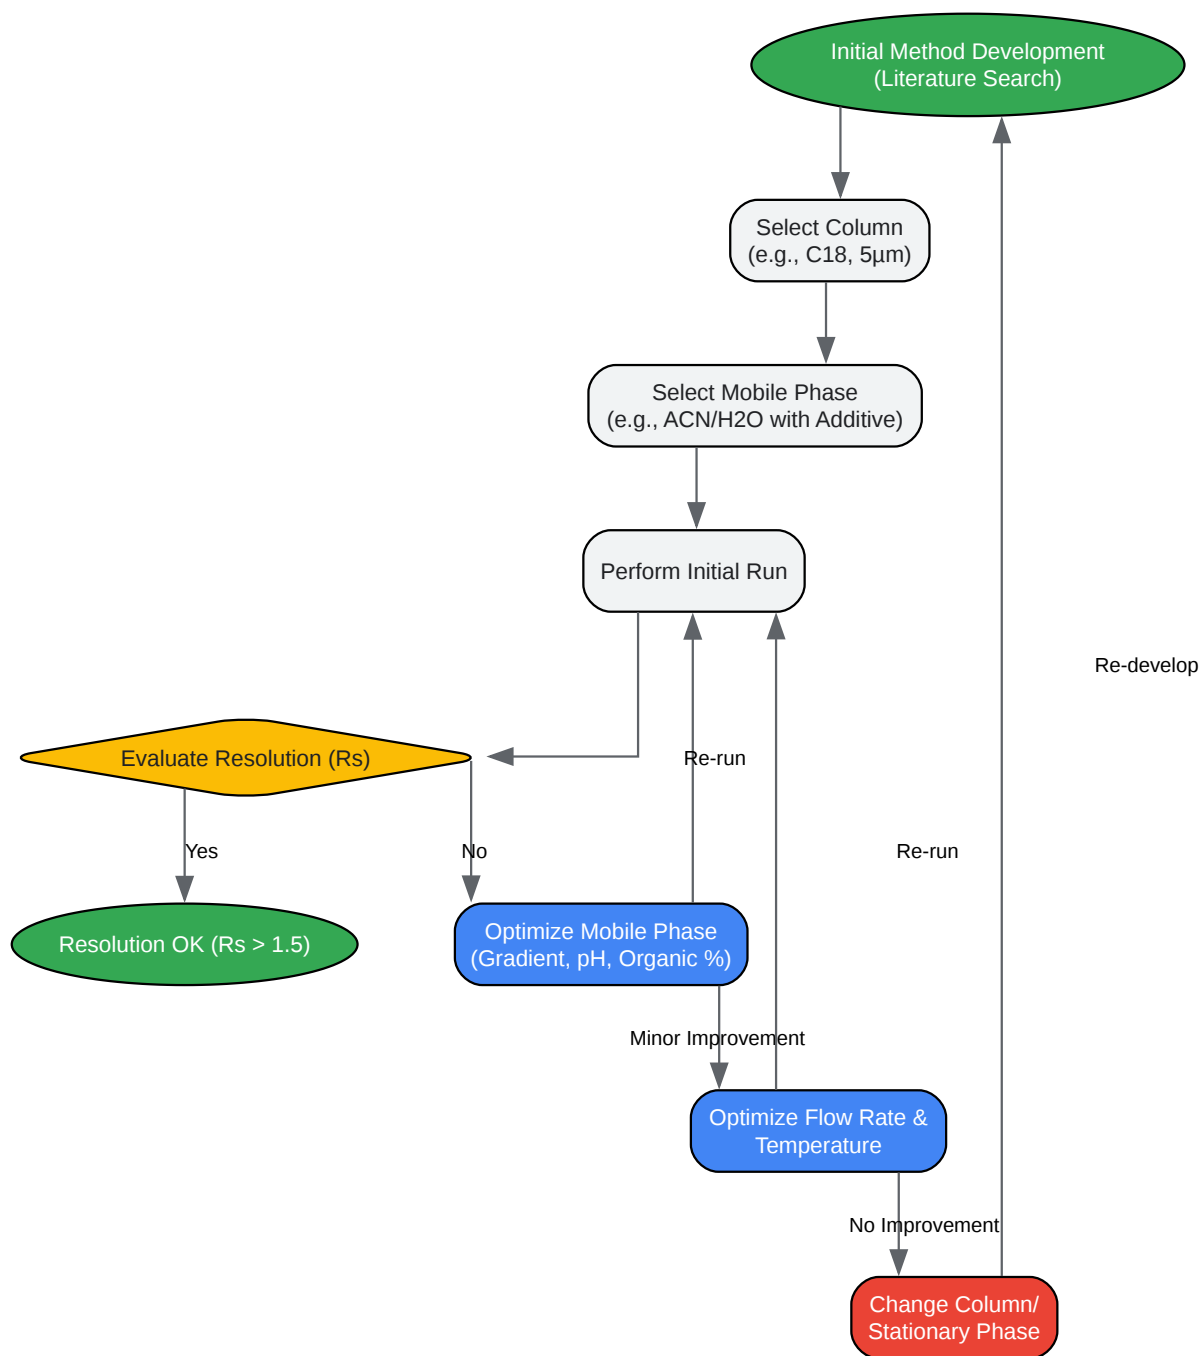 Initial Method Development
(Literature Search)
Select Column
(e.g., C18, 5µm)
Select Mobile Phase
(e.g., ACN/H2O with Additive)
Perform Initial Run
Re-develop
Evaluate Resolution (Rs)
Re-run
Yes
No
Re-run
Resolution OK (Rs > 1.5)
Optimize Mobile Phase
(Gradient, pH, Organic %)
Minor Improvement
Optimize Flow Rate &
Temperature
No Improvement
Change Column/
Stationary Phase